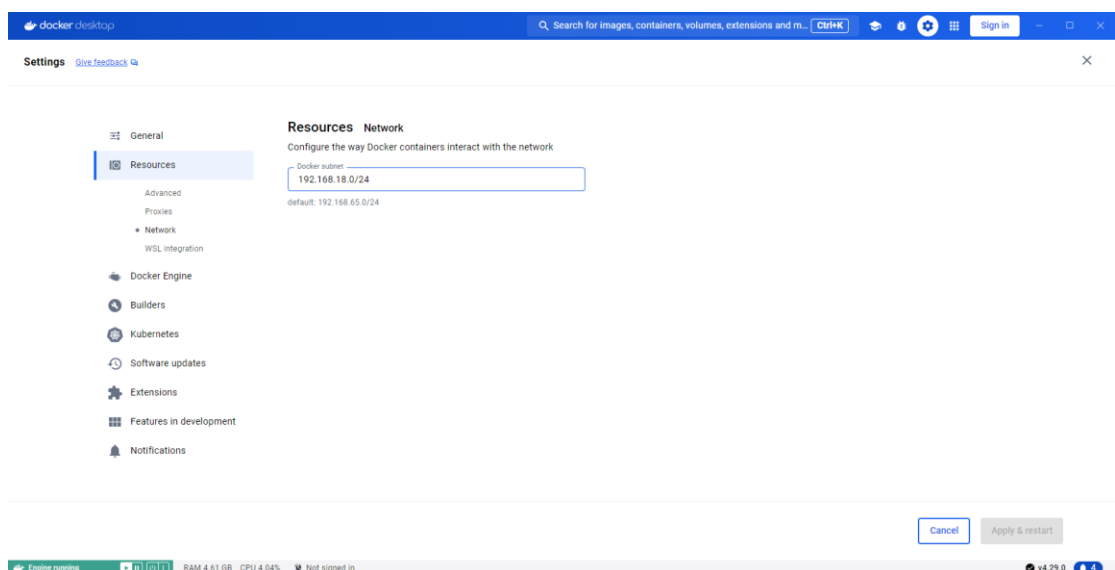 docker desktop
Search for images, containers, volumes, extensions and m... Ctrl+K
Sign in
Settings Give feedback
General
Resources
Advanced
Proxies
Network
WSL integration
Docker Engine
Builders
Kubernetes
Software updates
Extensions
Features in development
Notifications
Resources Network
Configure the way Docker containers interact with the network
Docker subnet
192.168.18.0/24
default: 192.168.65.0/24
Cancel
Apply & restart
Engine running
RAM 4.61 GB CPU 4.04% Not signed in
v4.29.0 4